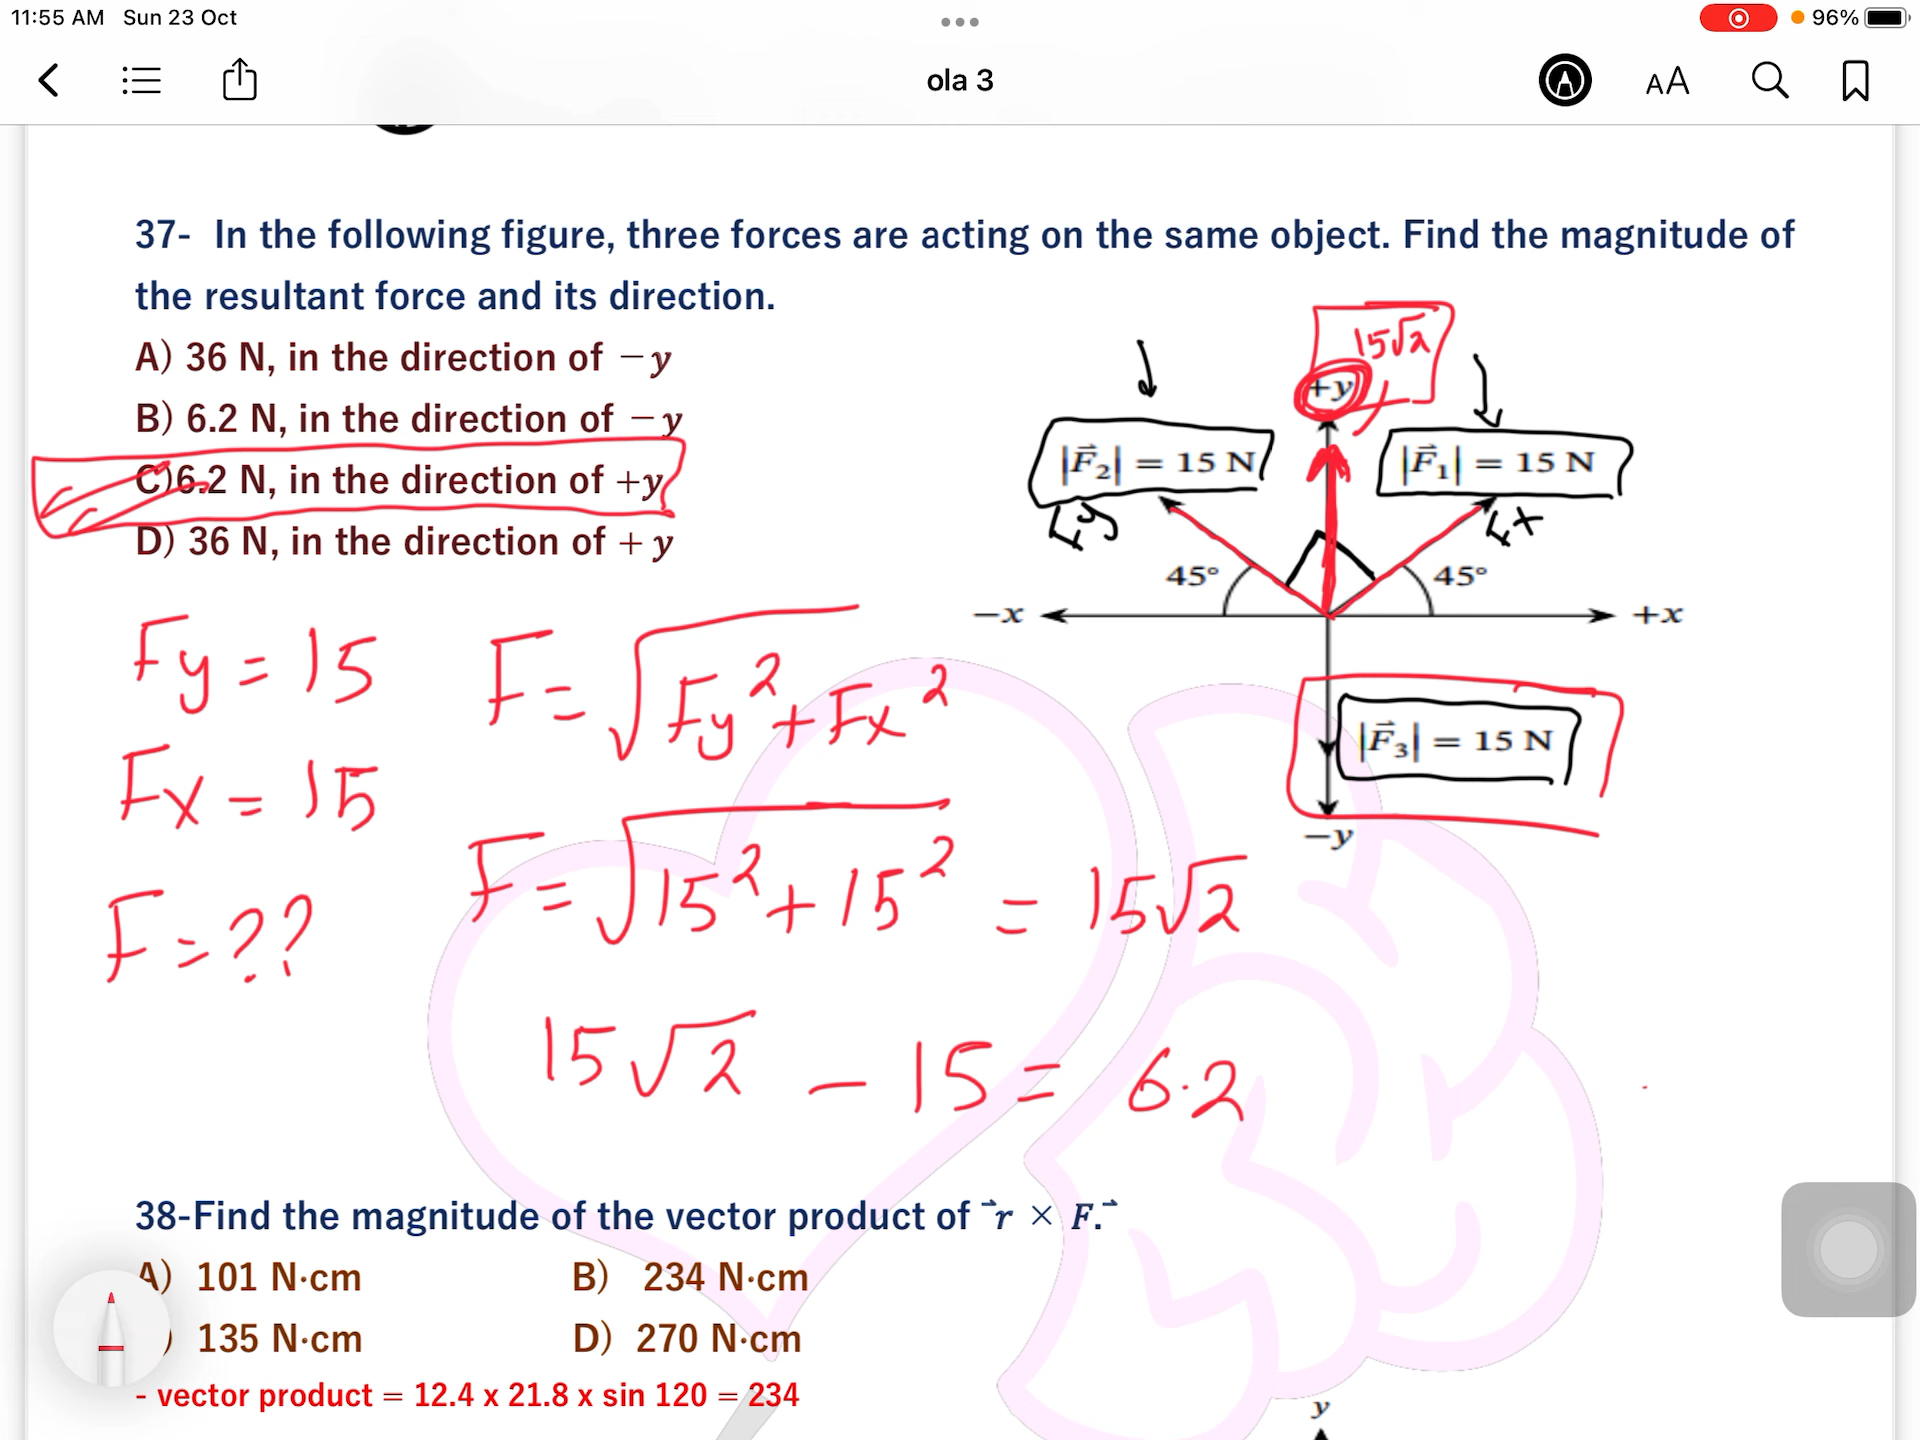 11:55 AM Sun 23 Oct
96%
ola 3
AA
37- In the following figure, three forces are acting on the same object. Find the magnitude of
the resultant force and its direction.
A) 36 N, in the direction of −y
B) 6.2 N, in the direction of −y
C)6.2 N, in the direction of +y
D) 36 N, in the direction of + y
15√2
+y
|F⃗₂| = 15 N
|F⃗₁| = 15 N
Fy
Fx
45°
45°
−x
+x
|F⃗₃| = 15 N
−y
Fy = 15
F = √Fy² + Fx²
Fx = 15
F = √15² + 15² = 15√2
F = ??
15√2 − 15 = 6.2
38-Find the magnitude of the vector product of ⃗r × F.⃗
A) 101 N·cm
B) 234 N·cm
) 135 N·cm
D) 270 N·cm
- vector product = 12.4 x 21.8 x sin 120 = 234
y